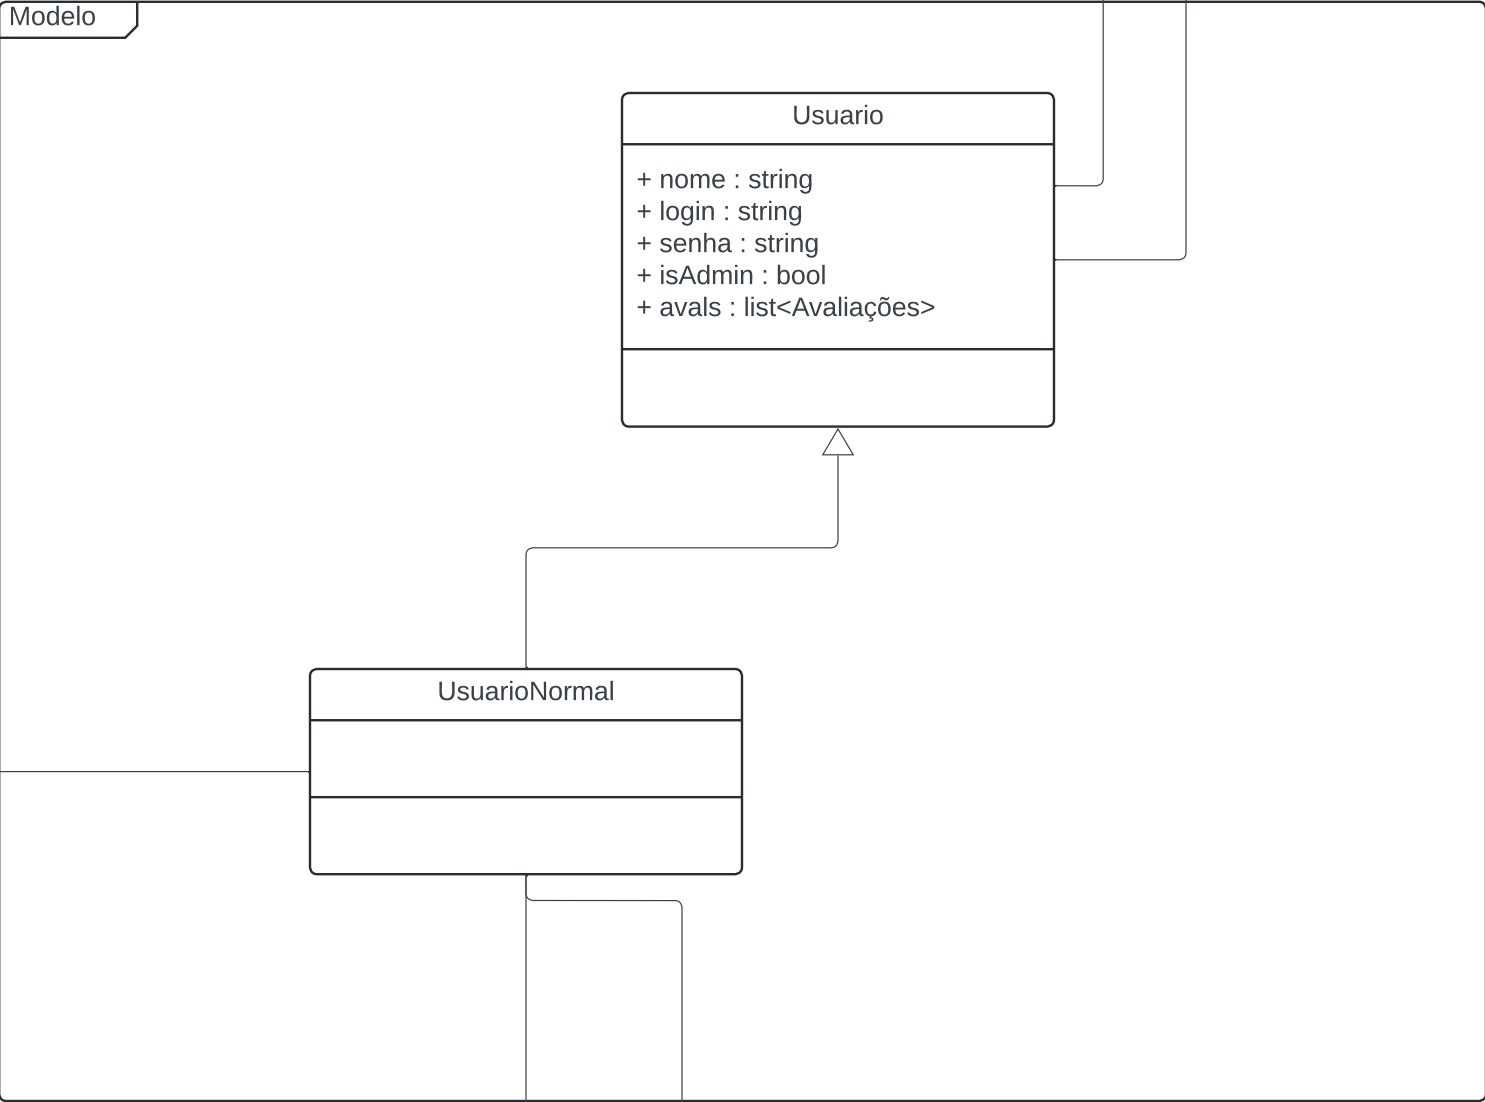 Modelo
Usuario
+ nome : string
+ login : string
+ senha : string
+ isAdmin : bool
+ avals : list<Avaliações>
UsuarioNormal